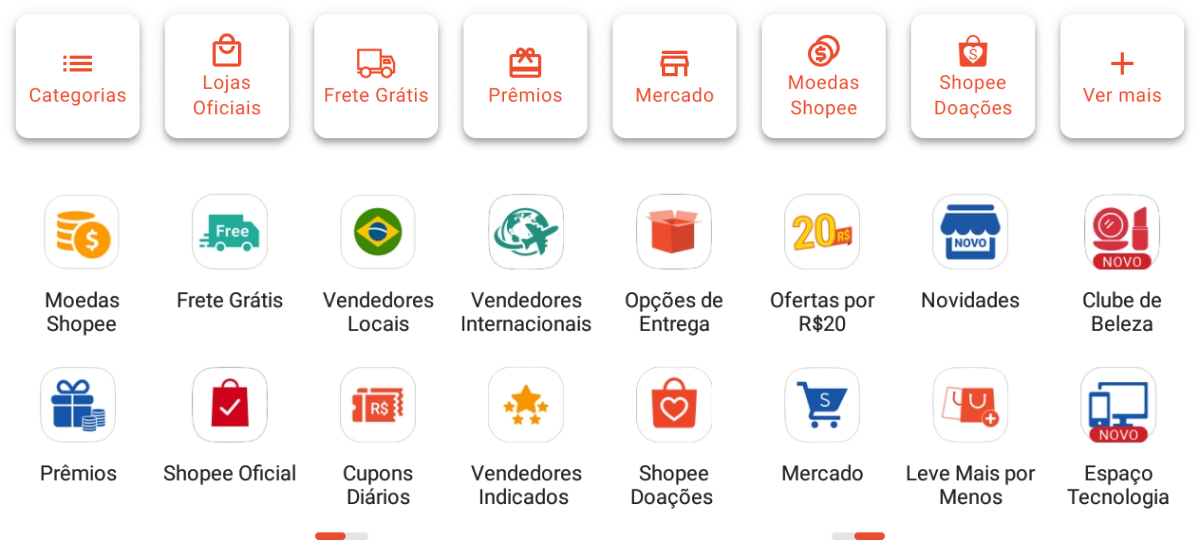 Categorias
Lojas
Oficiais
Frete Grátis
Prêmios
Mercado
Moedas
Shopee
Shopee
Doações
Ver mais
Free
20 R$
NOVO
NOVO
Moedas
Shopee
Frete Grátis
Vendedores
Locais
Vendedores
Internacionais
Opções de
Entrega
Ofertas por
R$20
Novidades
Clube de
Beleza
R$
S
NOVO
Prêmios
Shopee Oficial
Cupons
Diários
Vendedores
Indicados
Shopee
Doações
Mercado
Leve Mais por
Menos
Espaço
Tecnologia